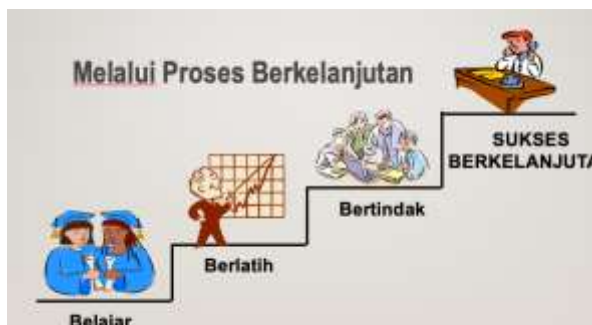 Melalui Proses Berkelanjutan
SUKSES
BERKELANJUTA
Bertindak
Berlatih
Belajar